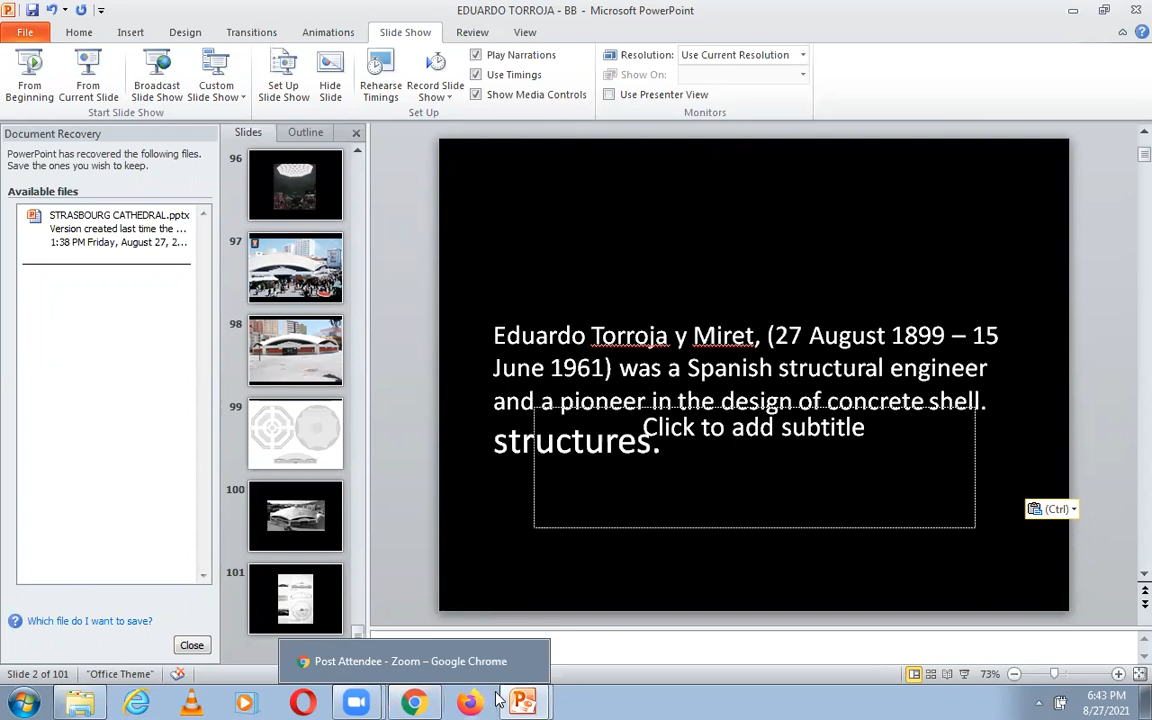 EDUARDO TORROJA - BB - Microsoft PowerPoint
File Home Insert Design Transitions Animations Slide Show Review View
From Beginning
From Current Slide
Broadcast Slide Show
Custom Slide Show
Set Up Slide Show
Hide Slide
Rehearse Timings
Record Slide Show
Play Narrations
Use Timings
Show Media Controls
Resolution: Use Current Resolution
Show On:
Use Presenter View
Start Slide Show
Set Up
Monitors
Document Recovery
PowerPoint has recovered the following files.
Save the ones you wish to keep.
Available files
STRASBOURG CATHEDRAL.pptx
Version created last time the ...
1:38 PM Friday, August 27, 2...
Which file do I want to save?
Close
Slides Outline
96
97
98
99
100
101
Eduardo Torroja y Miret, (27 August 1899 – 15
June 1961) was a Spanish structural engineer
and a pioneer in the design of concrete shell.
structures.
Click to add subtitle
(Ctrl)
Post Attendee - Zoom – Google Chrome
Slide 2 of 101 "Office Theme" 73%
6:43 PM
8/27/2021